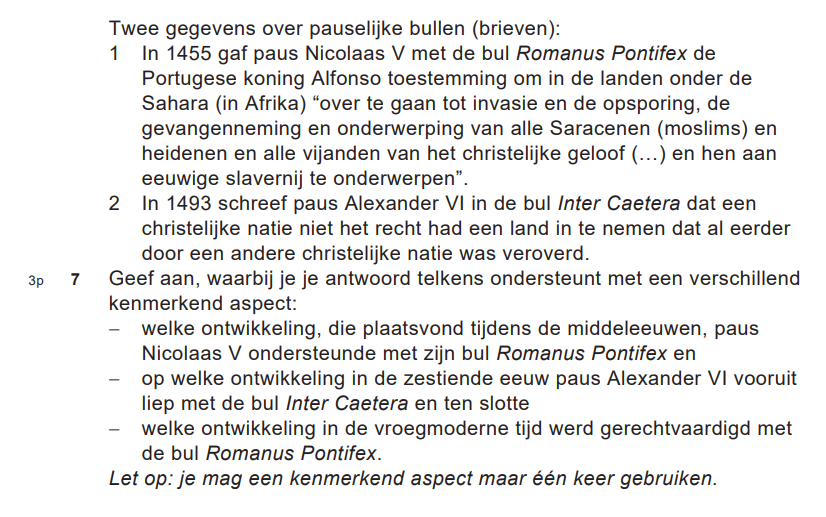 Twee gegevens over pauselijke bullen (brieven):
1 In 1455 gaf paus Nicolaas V met de bul Romanus Pontifex de
Portugese koning Alfonso toestemming om in de landen onder de
Sahara (in Afrika) “over te gaan tot invasie en de opsporing, de
gevangenneming en onderwerping van alle Saracenen (moslims) en
heidenen en alle vijanden van het christelijke geloof (…) en hen aan
eeuwige slavernij te onderwerpen”.
2 In 1493 schreef paus Alexander VI in de bul Inter Caetera dat een
christelijke natie niet het recht had een land in te nemen dat al eerder
door een andere christelijke natie was veroverd.
3p 7 Geef aan, waarbij je je antwoord telkens ondersteunt met een verschillend
kenmerkend aspect:
– welke ontwikkeling, die plaatsvond tijdens de middeleeuwen, paus
Nicolaas V ondersteunde met zijn bul Romanus Pontifex en
– op welke ontwikkeling in de zestiende eeuw paus Alexander VI vooruit
liep met de bul Inter Caetera en ten slotte
– welke ontwikkeling in de vroegmoderne tijd werd gerechtvaardigd met
de bul Romanus Pontifex.
Let op: je mag een kenmerkend aspect maar één keer gebruiken.